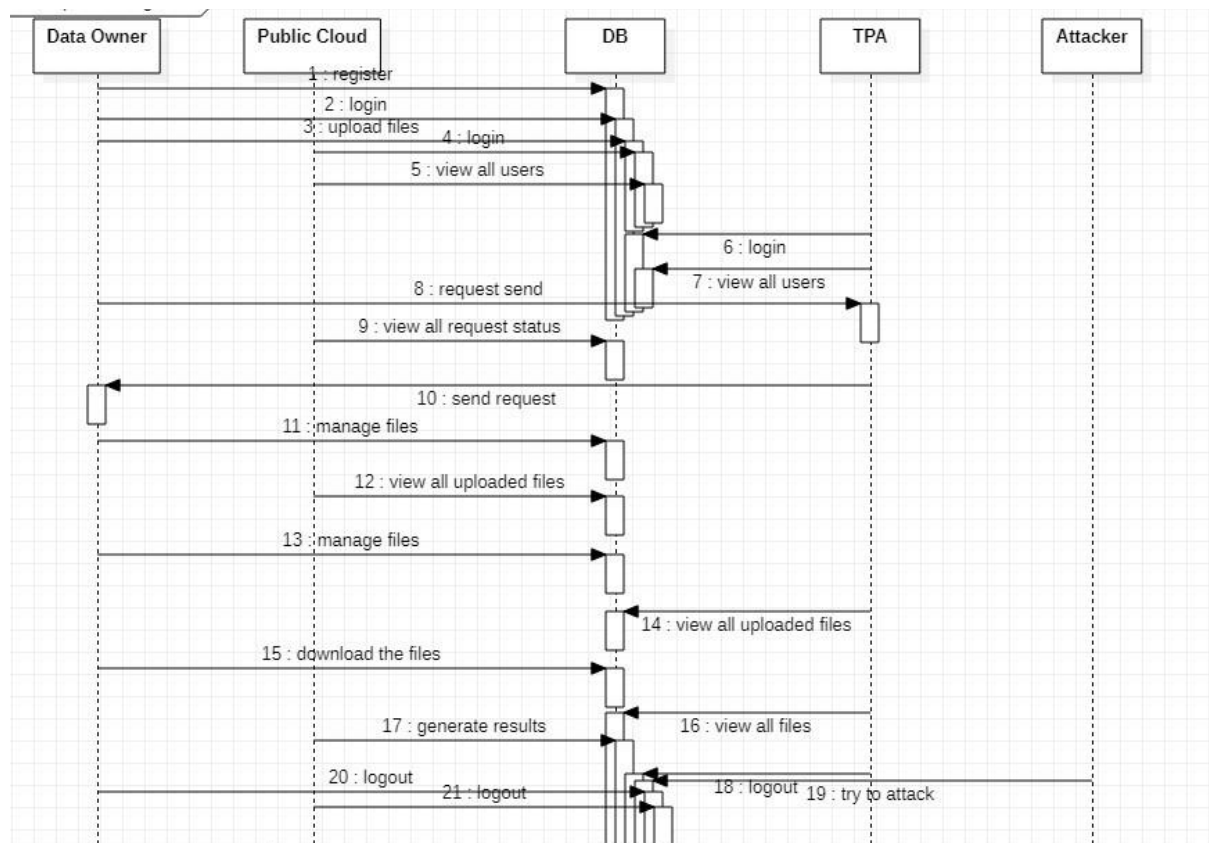 Data Owner
Public Cloud
DB
TPA
Attacker
1 : register
2 : login
3 : upload files
4 : login
5 : view all users
6 : login
7 : view all users
8 : request send
9 : view all request status
10 : send request
11 : manage files
12 : view all uploaded files
13 : manage files
14 : view all uploaded files
15 : download the files
16 : view all files
17 : generate results
18 : logout
19 : try to attack
20 : logout
21 : logout